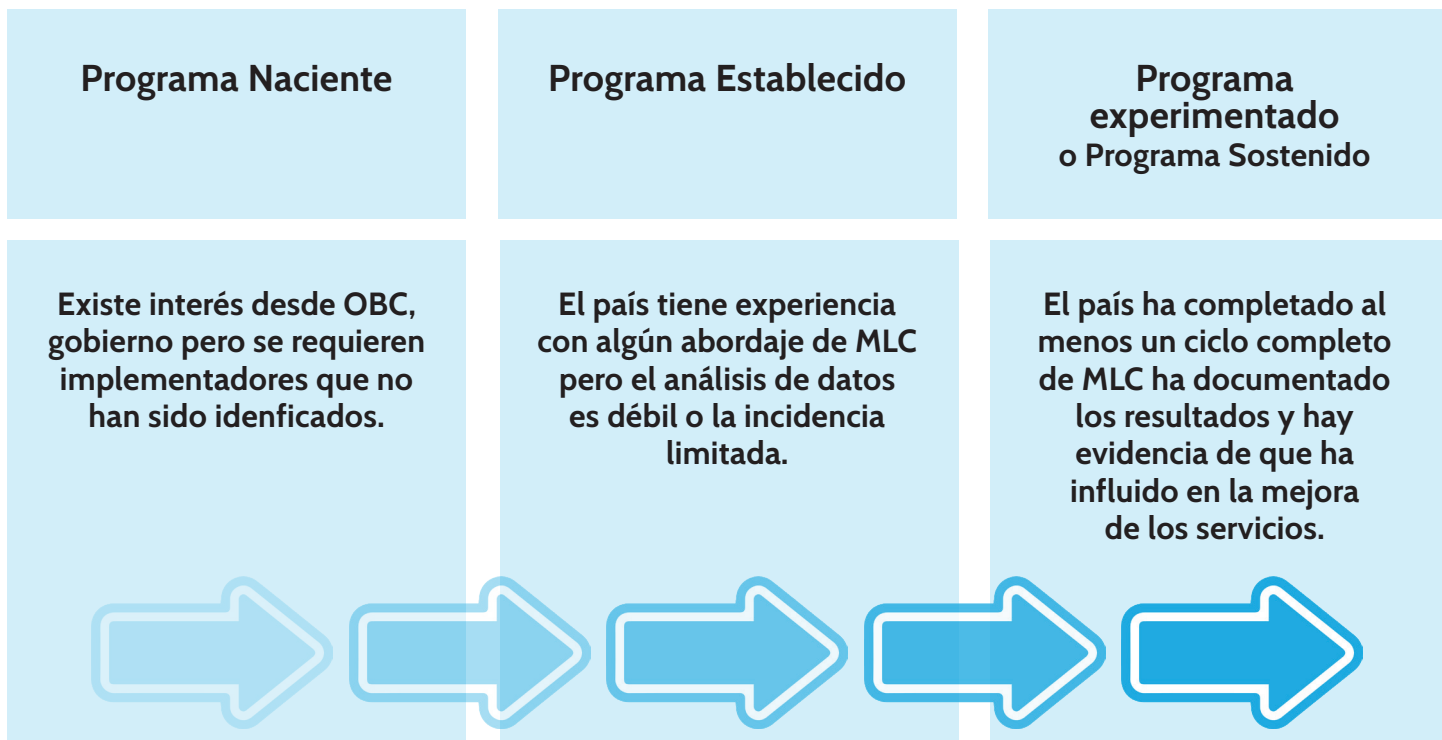 Programa Naciente
Programa Establecido
Programa
experimentado
o Programa Sostenido
Existe interés desde OBC,
gobierno pero se requieren
implementadores que no
han sido idenficados.
El país tiene experiencia
con algún abordaje de MLC
pero el análisis de datos
es débil o la incidencia
limitada.
El país ha completado al
menos un ciclo completo
de MLC ha documentado
los resultados y hay
evidencia de que ha
influido en la mejora
de los servicios.